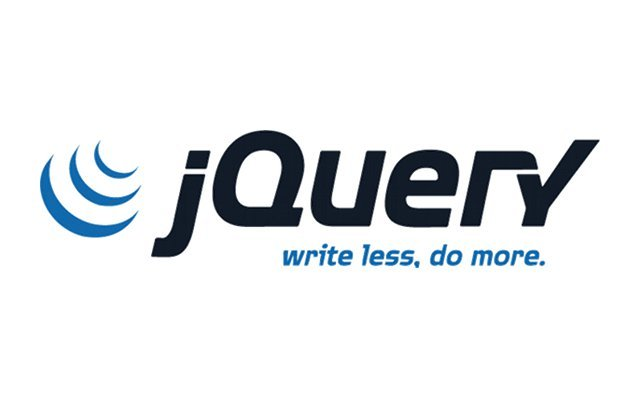 jQuery
write less, do more.